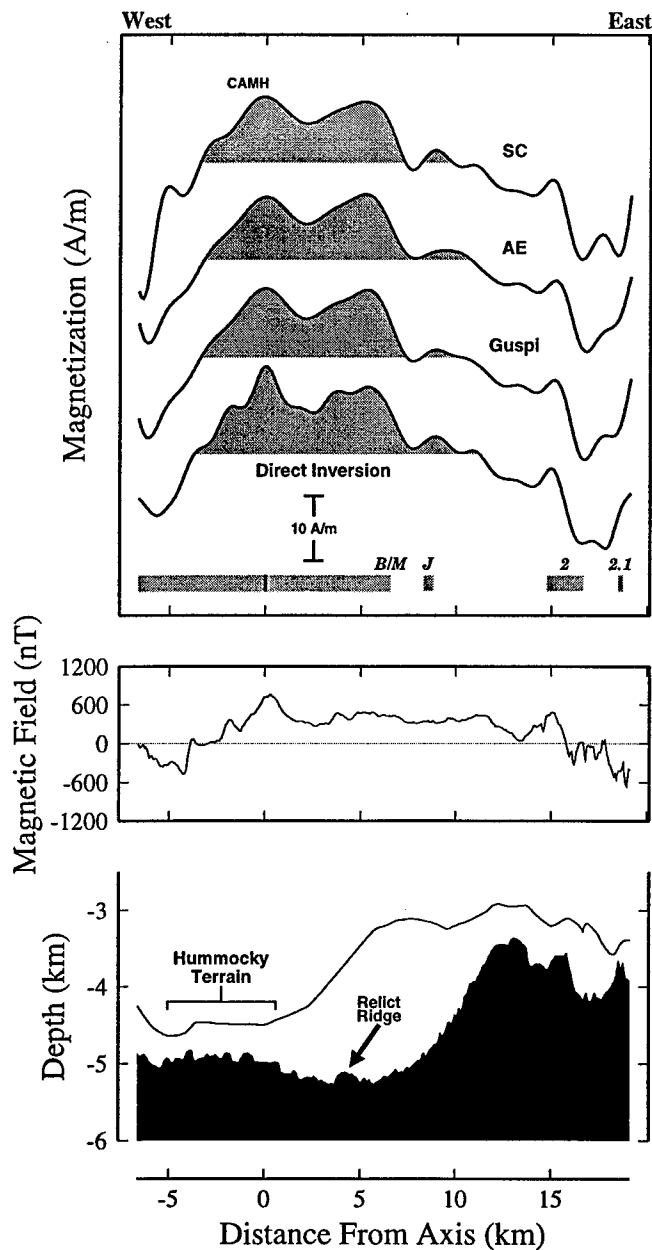 West East
CAMH
SC
AE
Guspi
Direct Inversion
10 A/m
B/M J 2 2.1
Magnetization (A/m)
1200
600
0
-600
-1200
Magnetic Field (nT)
-3
-4
-5
-6
Depth (km)
Hummocky
Terrain
Relict
Ridge
-5 0 5 10 15
Distance From Axis (km)